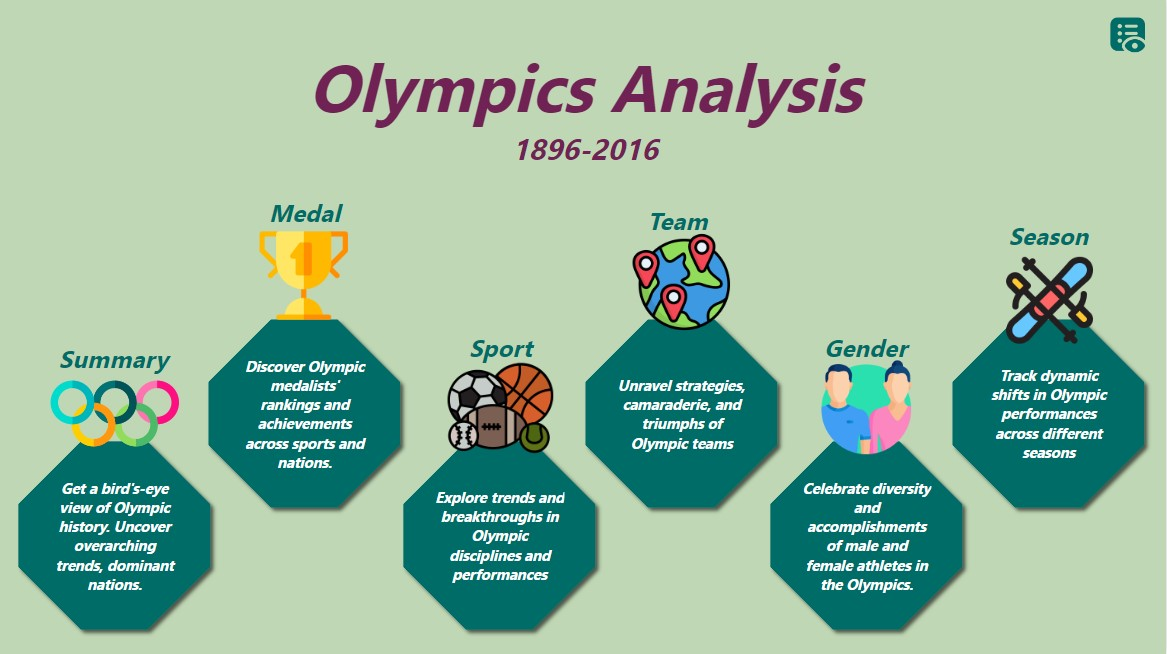 Olympics Analysis
1896-2016
Summary
Get a bird's-eye
view of Olympic
history. Uncover
overarching
trends, dominant
nations.
Medal
1
Discover Olympic
medalists'
rankings and
achievements
across sports and
nations.
Sport
Explore trends and
breakthroughs in
Olympic
disciplines and
performances
Team
Unravel strategies,
camaraderie, and
triumphs of
Olympic teams
Gender
Celebrate diversity
and
accomplishments
of male and
female athletes in
the Olympics.
Season
Track dynamic
shifts in Olympic
performances
across different
seasons